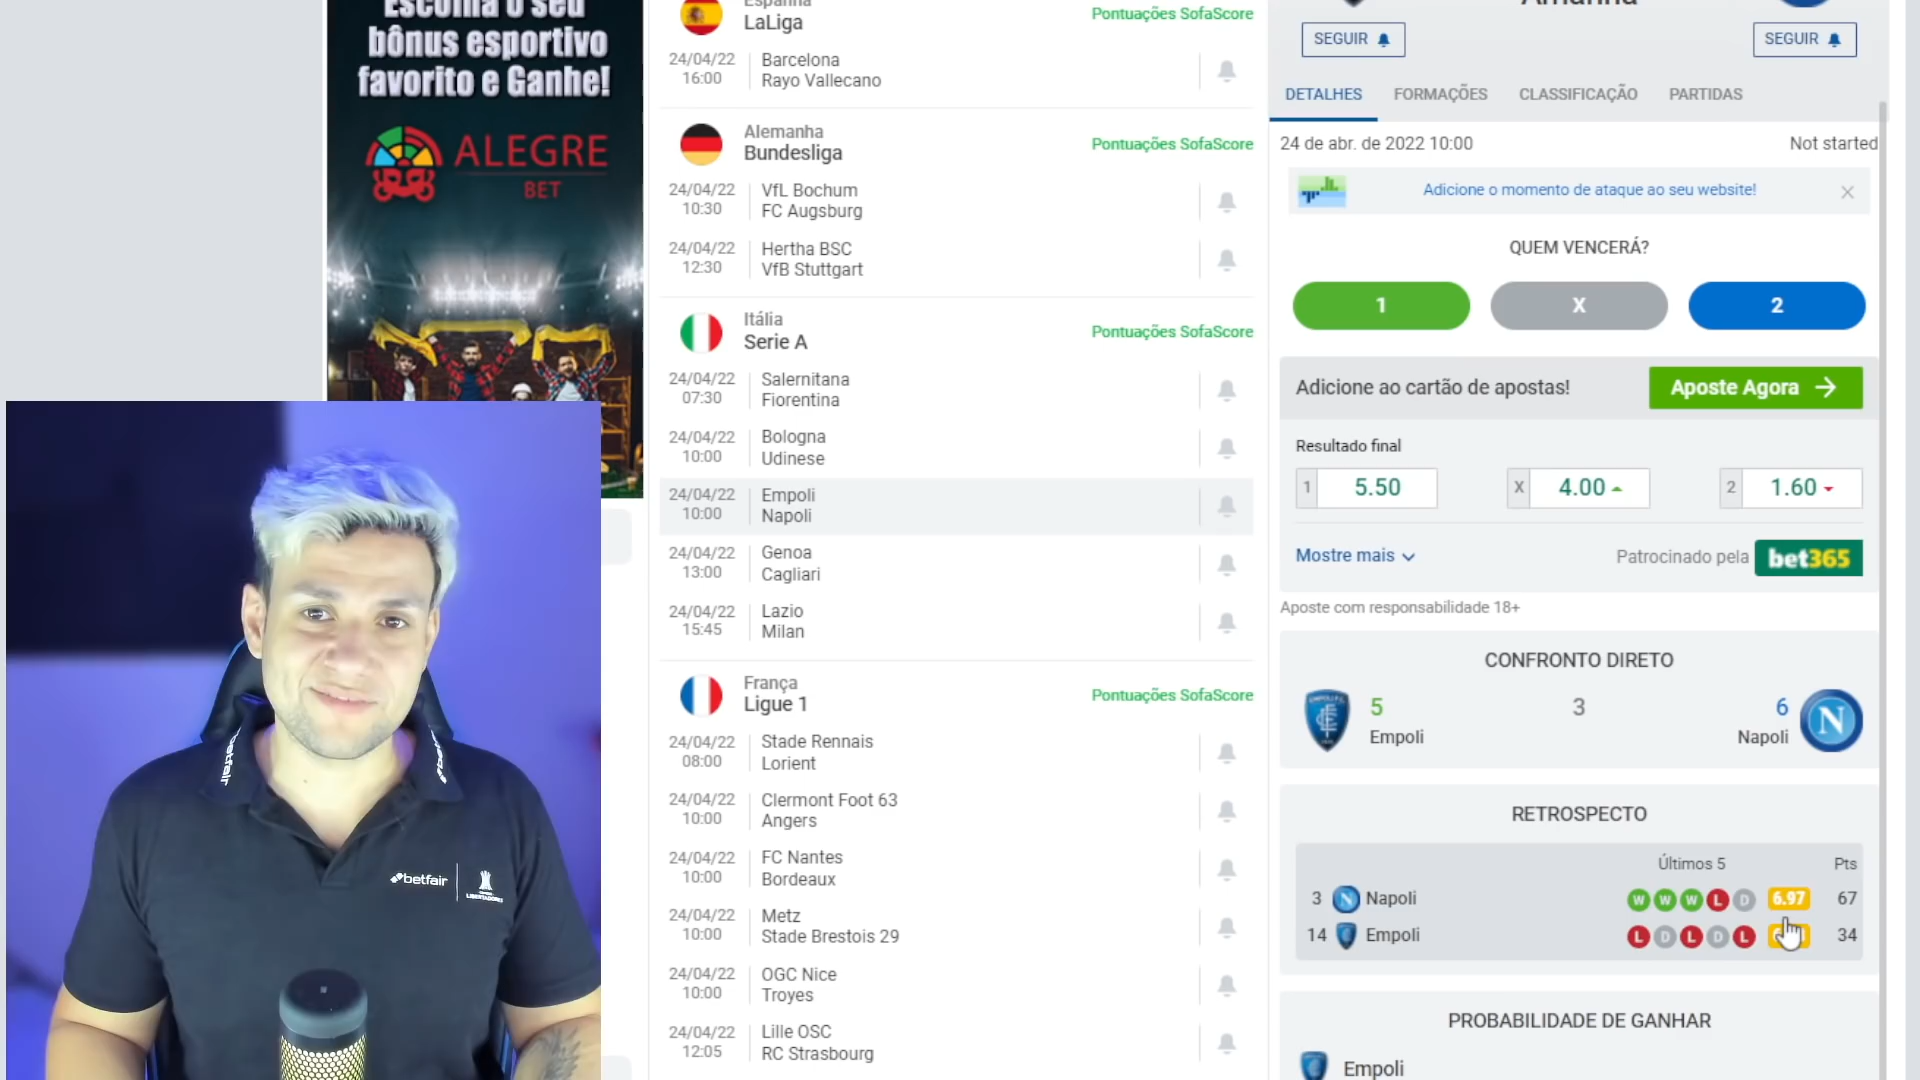 Escolha o seu
bônus esportivo
favorito e Ganhe!
ALEGRE
BET
betfair
betfair
LIBERTADORES
Espanha
LaLiga
Pontuações SofaScore
24/04/22 Barcelona
16:00 Rayo Vallecano
Alemanha
Bundesliga
Pontuações SofaScore
24/04/22 VfL Bochum
10:30 FC Augsburg
24/04/22 Hertha BSC
12:30 VfB Stuttgart
Itália
Serie A
Pontuações SofaScore
24/04/22 Salernitana
07:30 Fiorentina
24/04/22 Bologna
10:00 Udinese
24/04/22 Empoli
10:00 Napoli
24/04/22 Genoa
13:00 Cagliari
24/04/22 Lazio
15:45 Milan
França
Ligue 1
Pontuações SofaScore
24/04/22 Stade Rennais
08:00 Lorient
24/04/22 Clermont Foot 63
10:00 Angers
24/04/22 FC Nantes
10:00 Bordeaux
24/04/22 Metz
10:00 Stade Brestois 29
24/04/22 OGC Nice
10:00 Troyes
24/04/22 Lille OSC
12:05 RC Strasbourg
Amanhã
SEGUIR SEGUIR
DETALHES FORMAÇÕES CLASSIFICAÇÃO PARTIDAS
24 de abr. de 2022 10:00 Not started
Adicione o momento de ataque ao seu website!
QUEM VENCERÁ?
1 X 2
Adicione ao cartão de apostas! Aposte Agora
Resultado final
1 5.50 X 4.00 2 1.60
Mostre mais Patrocinado pela bet365
Aposte com responsabilidade 18+
CONFRONTO DIRETO
5 3 6
Empoli Napoli
N
RETROSPECTO
Últimos 5 Pts
3 N Napoli W W W L D 6.97 67
14 Empoli L D L D L 34
PROBABILIDADE DE GANHAR
Empoli